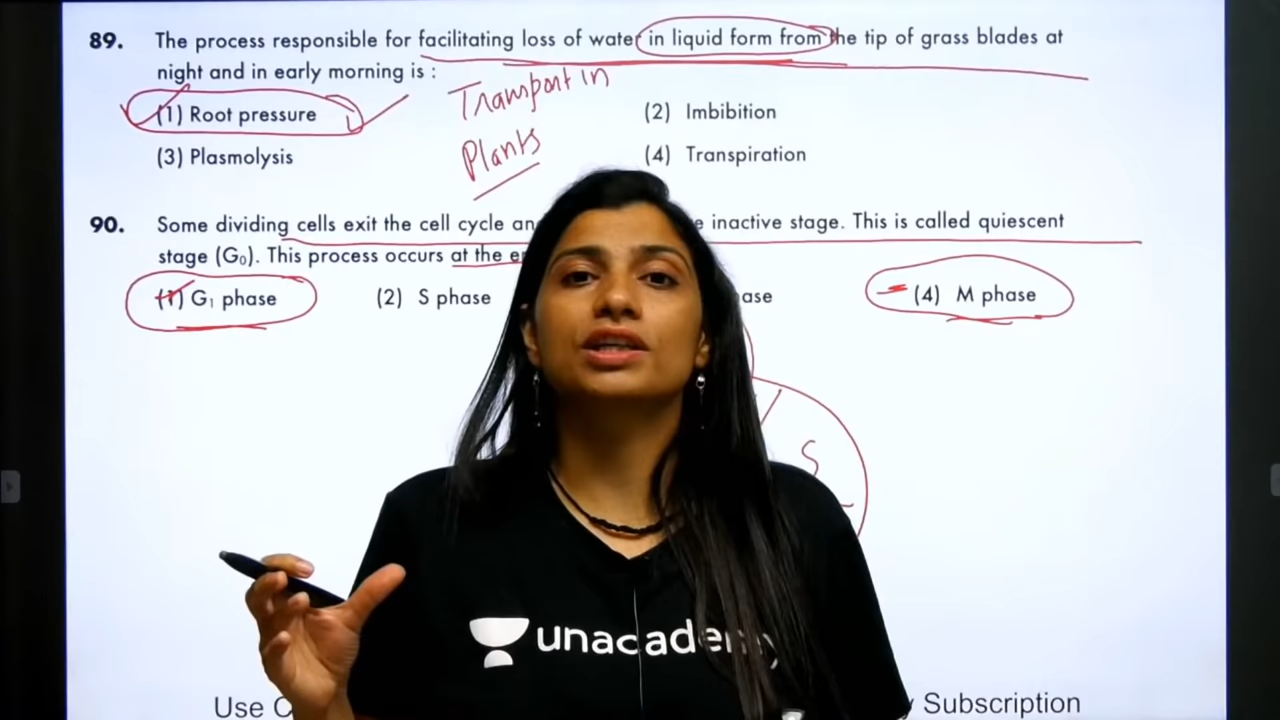 89. The process responsible for facilitating loss of water in liquid form from the tip of grass blades at
night and in early morning is :
Transport in
(1) Root pressure
(2) Imbibition
Plants
(3) Plasmolysis
(4) Transpiration
90. Some dividing cells exit the cell cycle an e inactive stage. This is called quiescent
stage (G₀). This process occurs at the e
(1) G₁ phase
(2) S phase
ase
(4) M phase
S
unacademy
Use C y Subscription